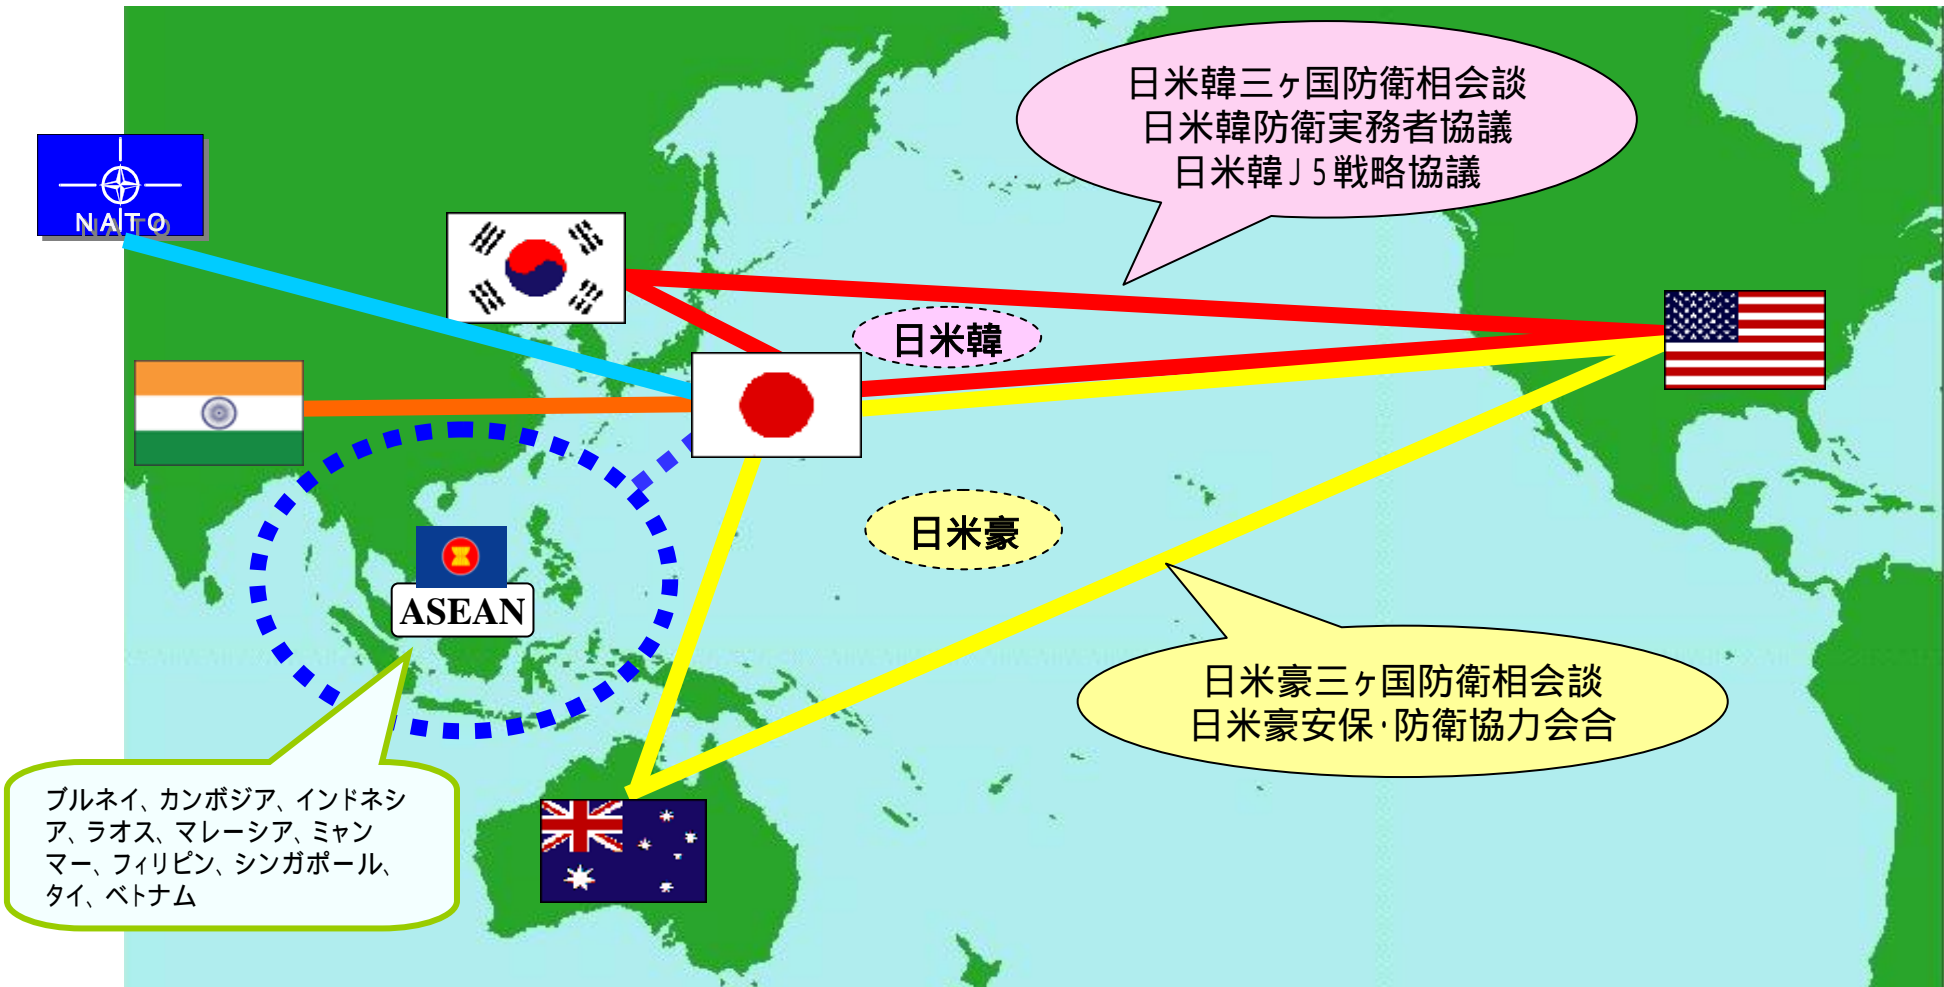 日米韓三ヶ国防衛相会談
日米韓防衛実務者協議
日米韓J5戦略協議
NATO
日米韓
日米豪
ASEAN
日米豪三ヶ国防衛相会談
日米豪安保・防衛協力会合
ブルネイ、カンボジア、インドネシ
ア、ラオス、マレーシア、ミャン
マー、フィリピン、シンガポール、
タイ、ベトナム